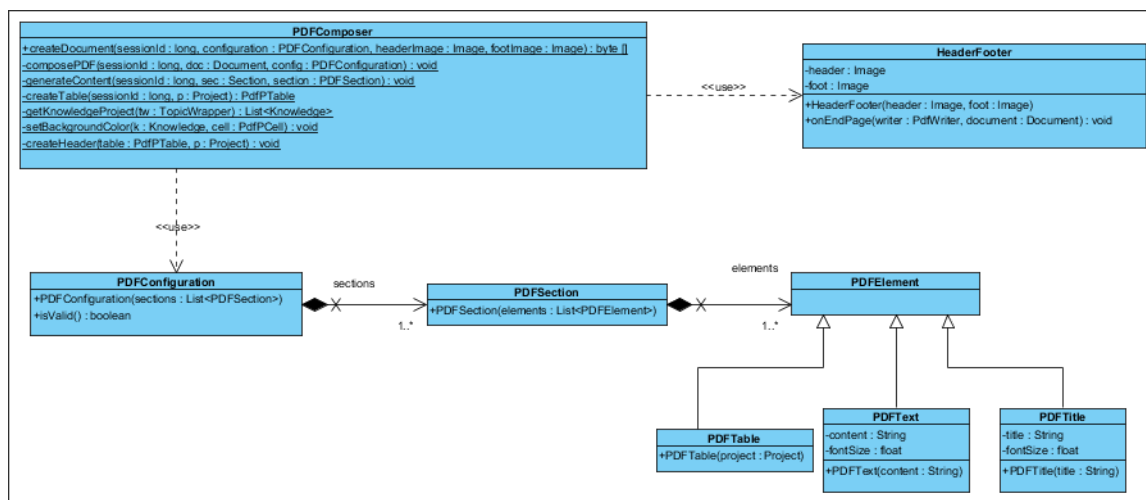 PDFComposer
+createDocument(sessionId : long, configuration : PDFConfiguration, headerImage : Image, footImage : Image) : byte []
-composePDF(sessionId : long, doc : Document, config : PDFConfiguration) : void
-generateContent(sessionId : long, sec : Section, section : PDFSection) : void
-createTable(sessionId : long, p : Project) : PdfPTable
-getKnowledgeProject(tw : TopicWrapper) : List<Knowledge>
-setBackgroundColor(k : Knowledge, cell : PdfPCell) : void
-createHeader(table : PdfPTable, p : Project) : void
<<use>>
HeaderFooter
-header : Image
-foot : Image
+HeaderFooter(header : Image, foot : Image)
+onEndPage(writer : PdfWriter, document : Document) : void
<<use>>
PDFConfiguration
+PDFConfiguration(sections : List<PDFSection>)
+isValid() : boolean
sections
1..*
PDFSection
+PDFSection(elements : List<PDFElement>)
elements
1..*
PDFElement
PDFTable
+PDFTable(project : Project)
PDFText
-content : String
-fontSize : float
+PDFText(content : String)
PDFTitle
-title : String
-fontSize : float
+PDFTitle(title : String)